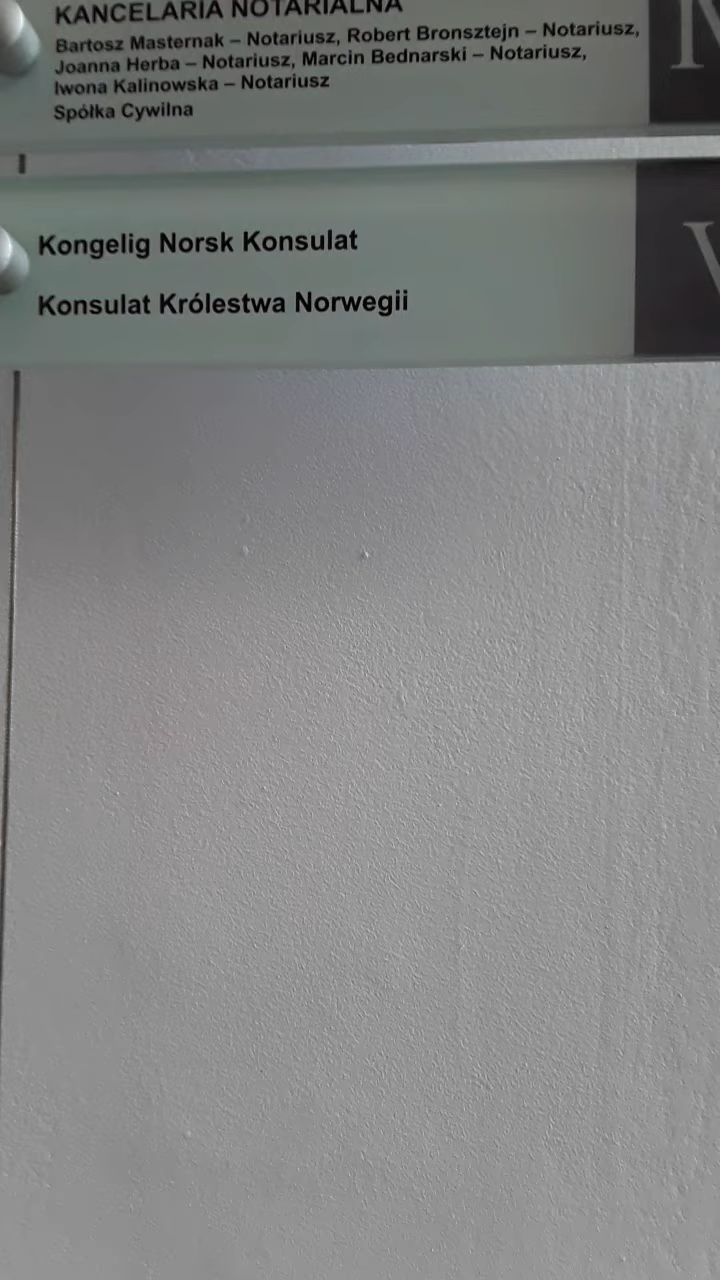 KANCELARIA NOTARIALNA
Bartosz Masternak – Notariusz, Robert Bronsztejn – Notariusz,
Joanna Herba – Notariusz, Marcin Bednarski – Notariusz,
Iwona Kalinowska – Notariusz
Spółka Cywilna
Kongelig Norsk Konsulat
Konsulat Królestwa Norwegii